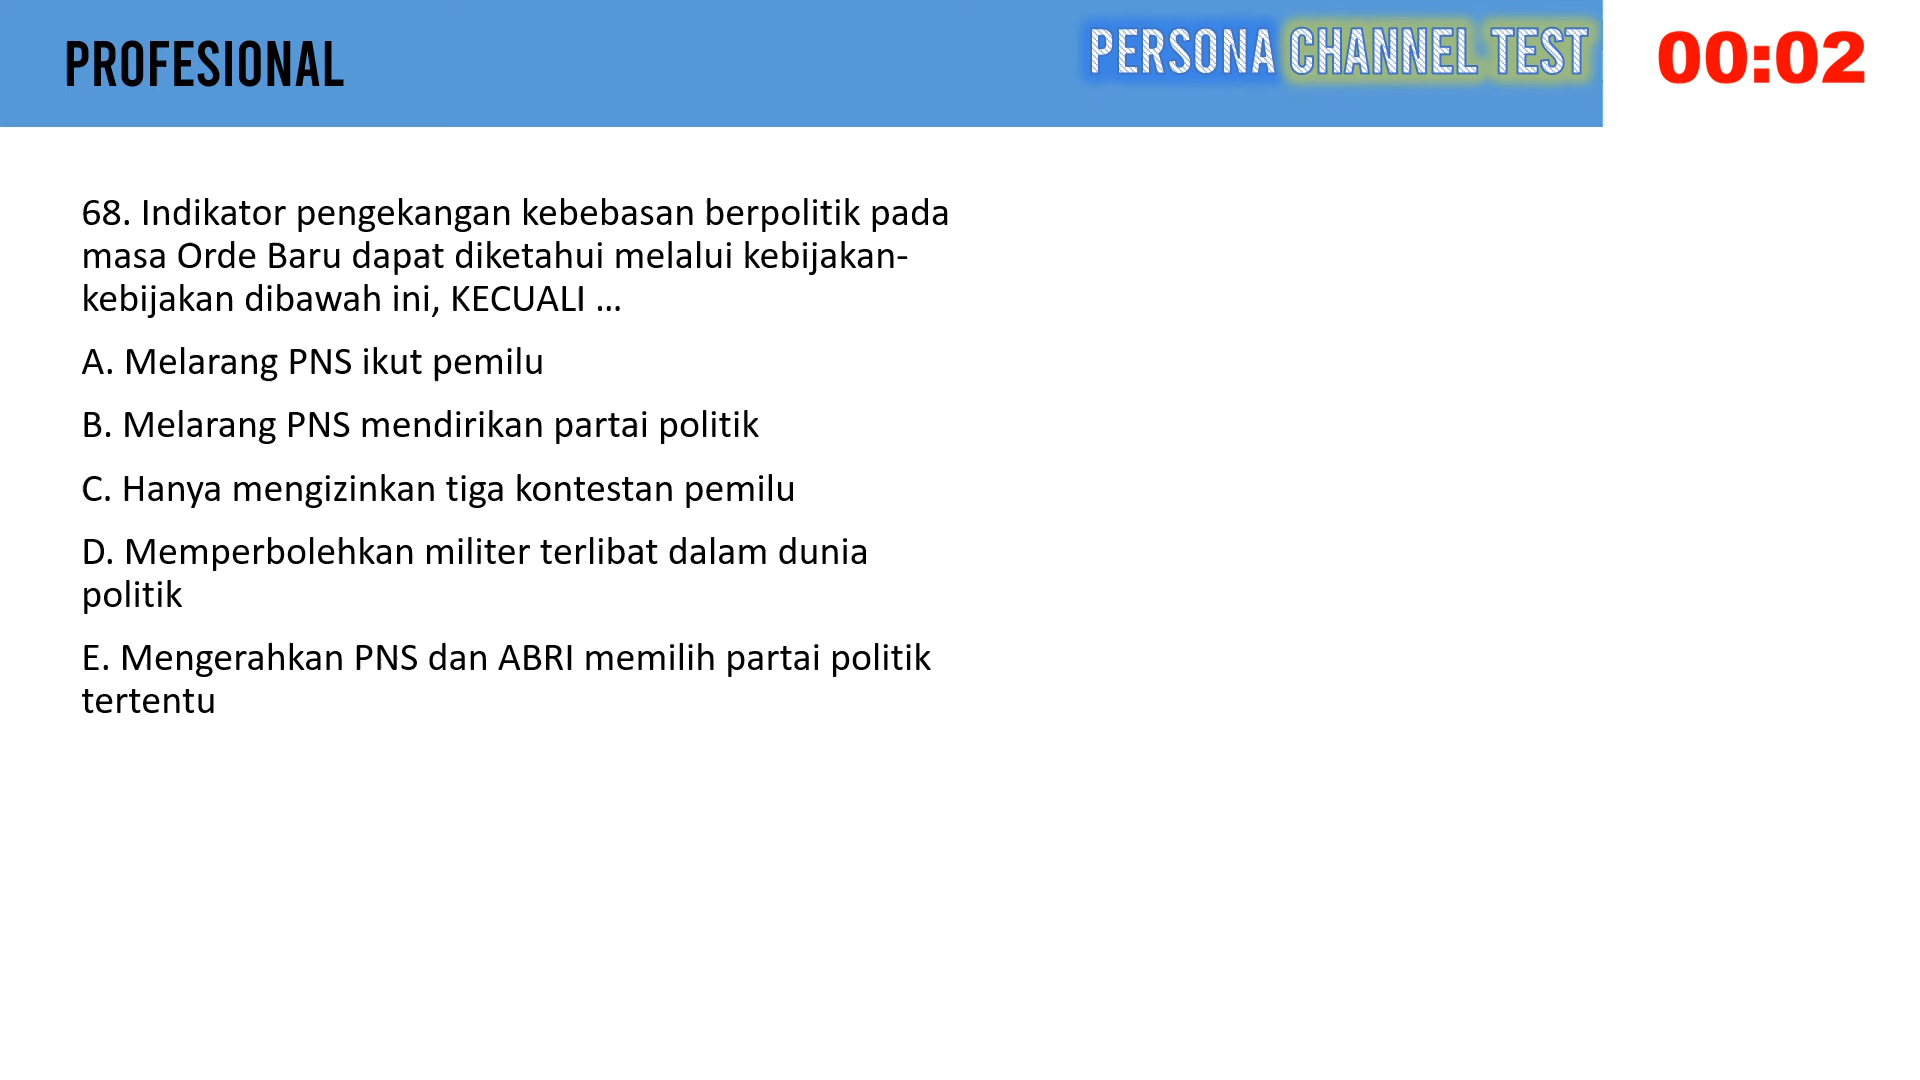 PROFESIONAL
PERSONA CHANNEL TEST
00:02
68. Indikator pengekangan kebebasan berpolitik pada
masa Orde Baru dapat diketahui melalui kebijakan-
kebijakan dibawah ini, KECUALI ...
A. Melarang PNS ikut pemilu
B. Melarang PNS mendirikan partai politik
C. Hanya mengizinkan tiga kontestan pemilu
D. Memperbolehkan militer terlibat dalam dunia
politik
E. Mengerahkan PNS dan ABRI memilih partai politik
tertentu